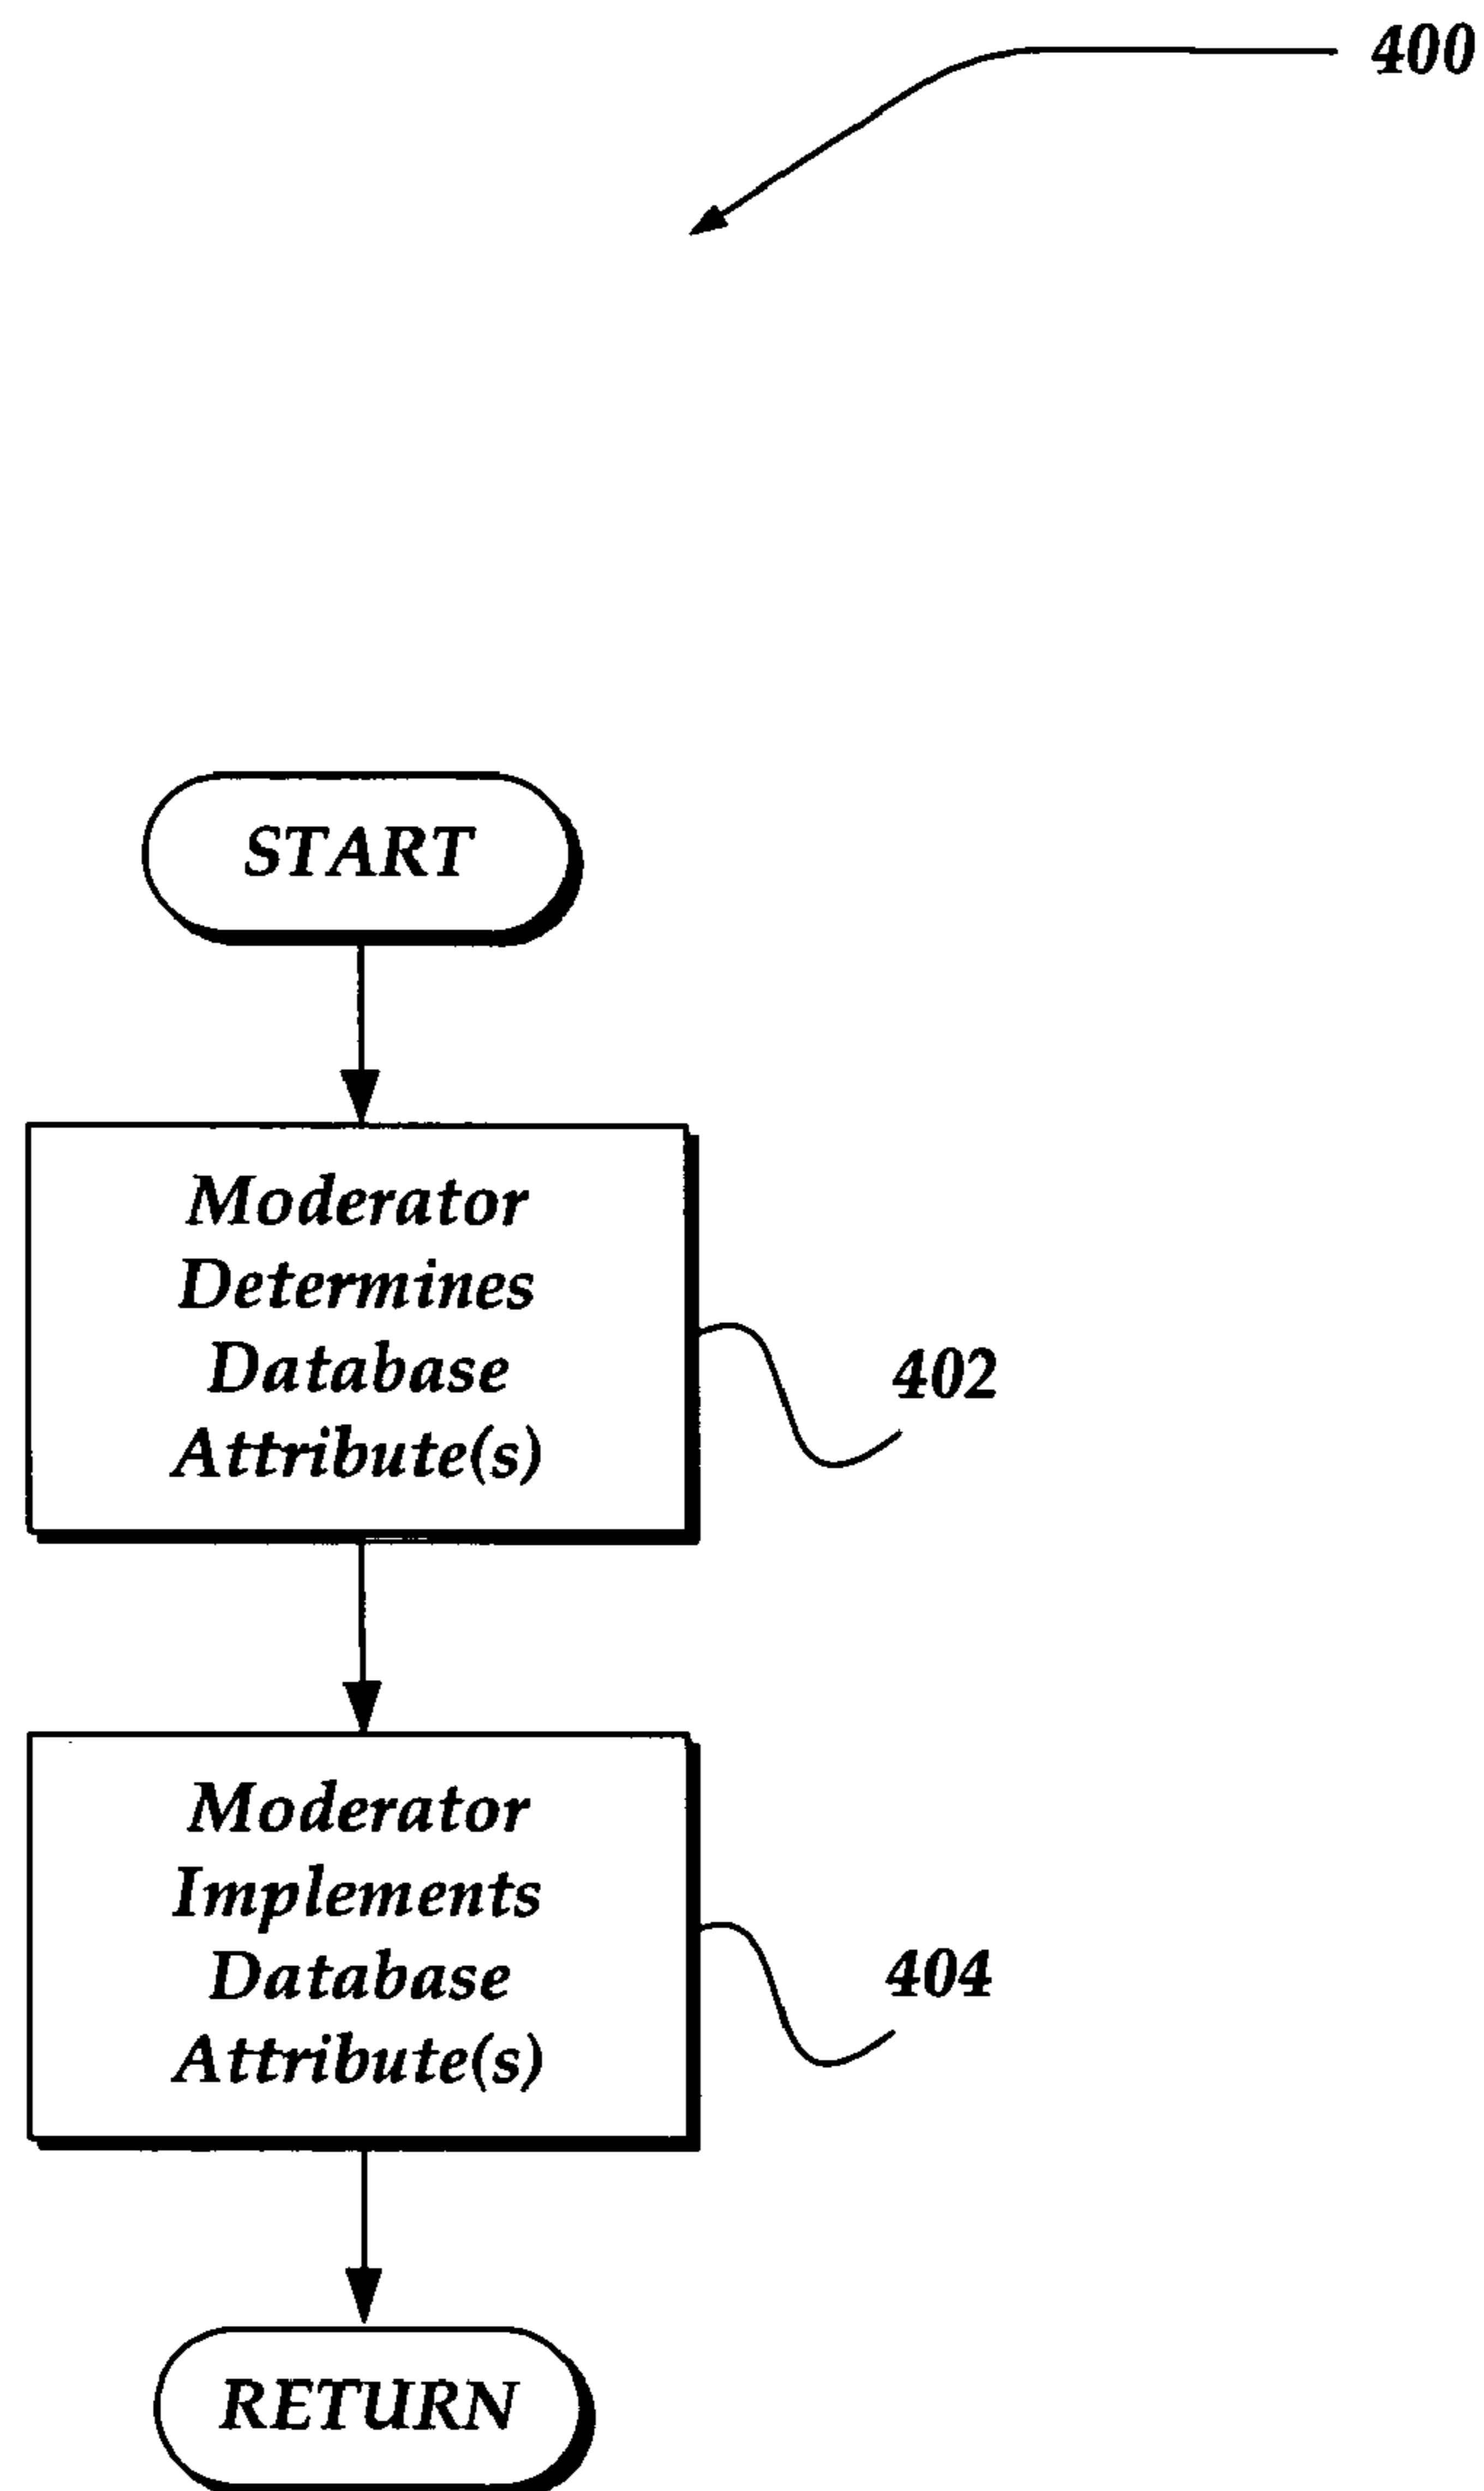 400
START
Moderator
Determines
Database
Attribute(s)
402
Moderator
Implements
Database
Attribute(s)
404
RETURN